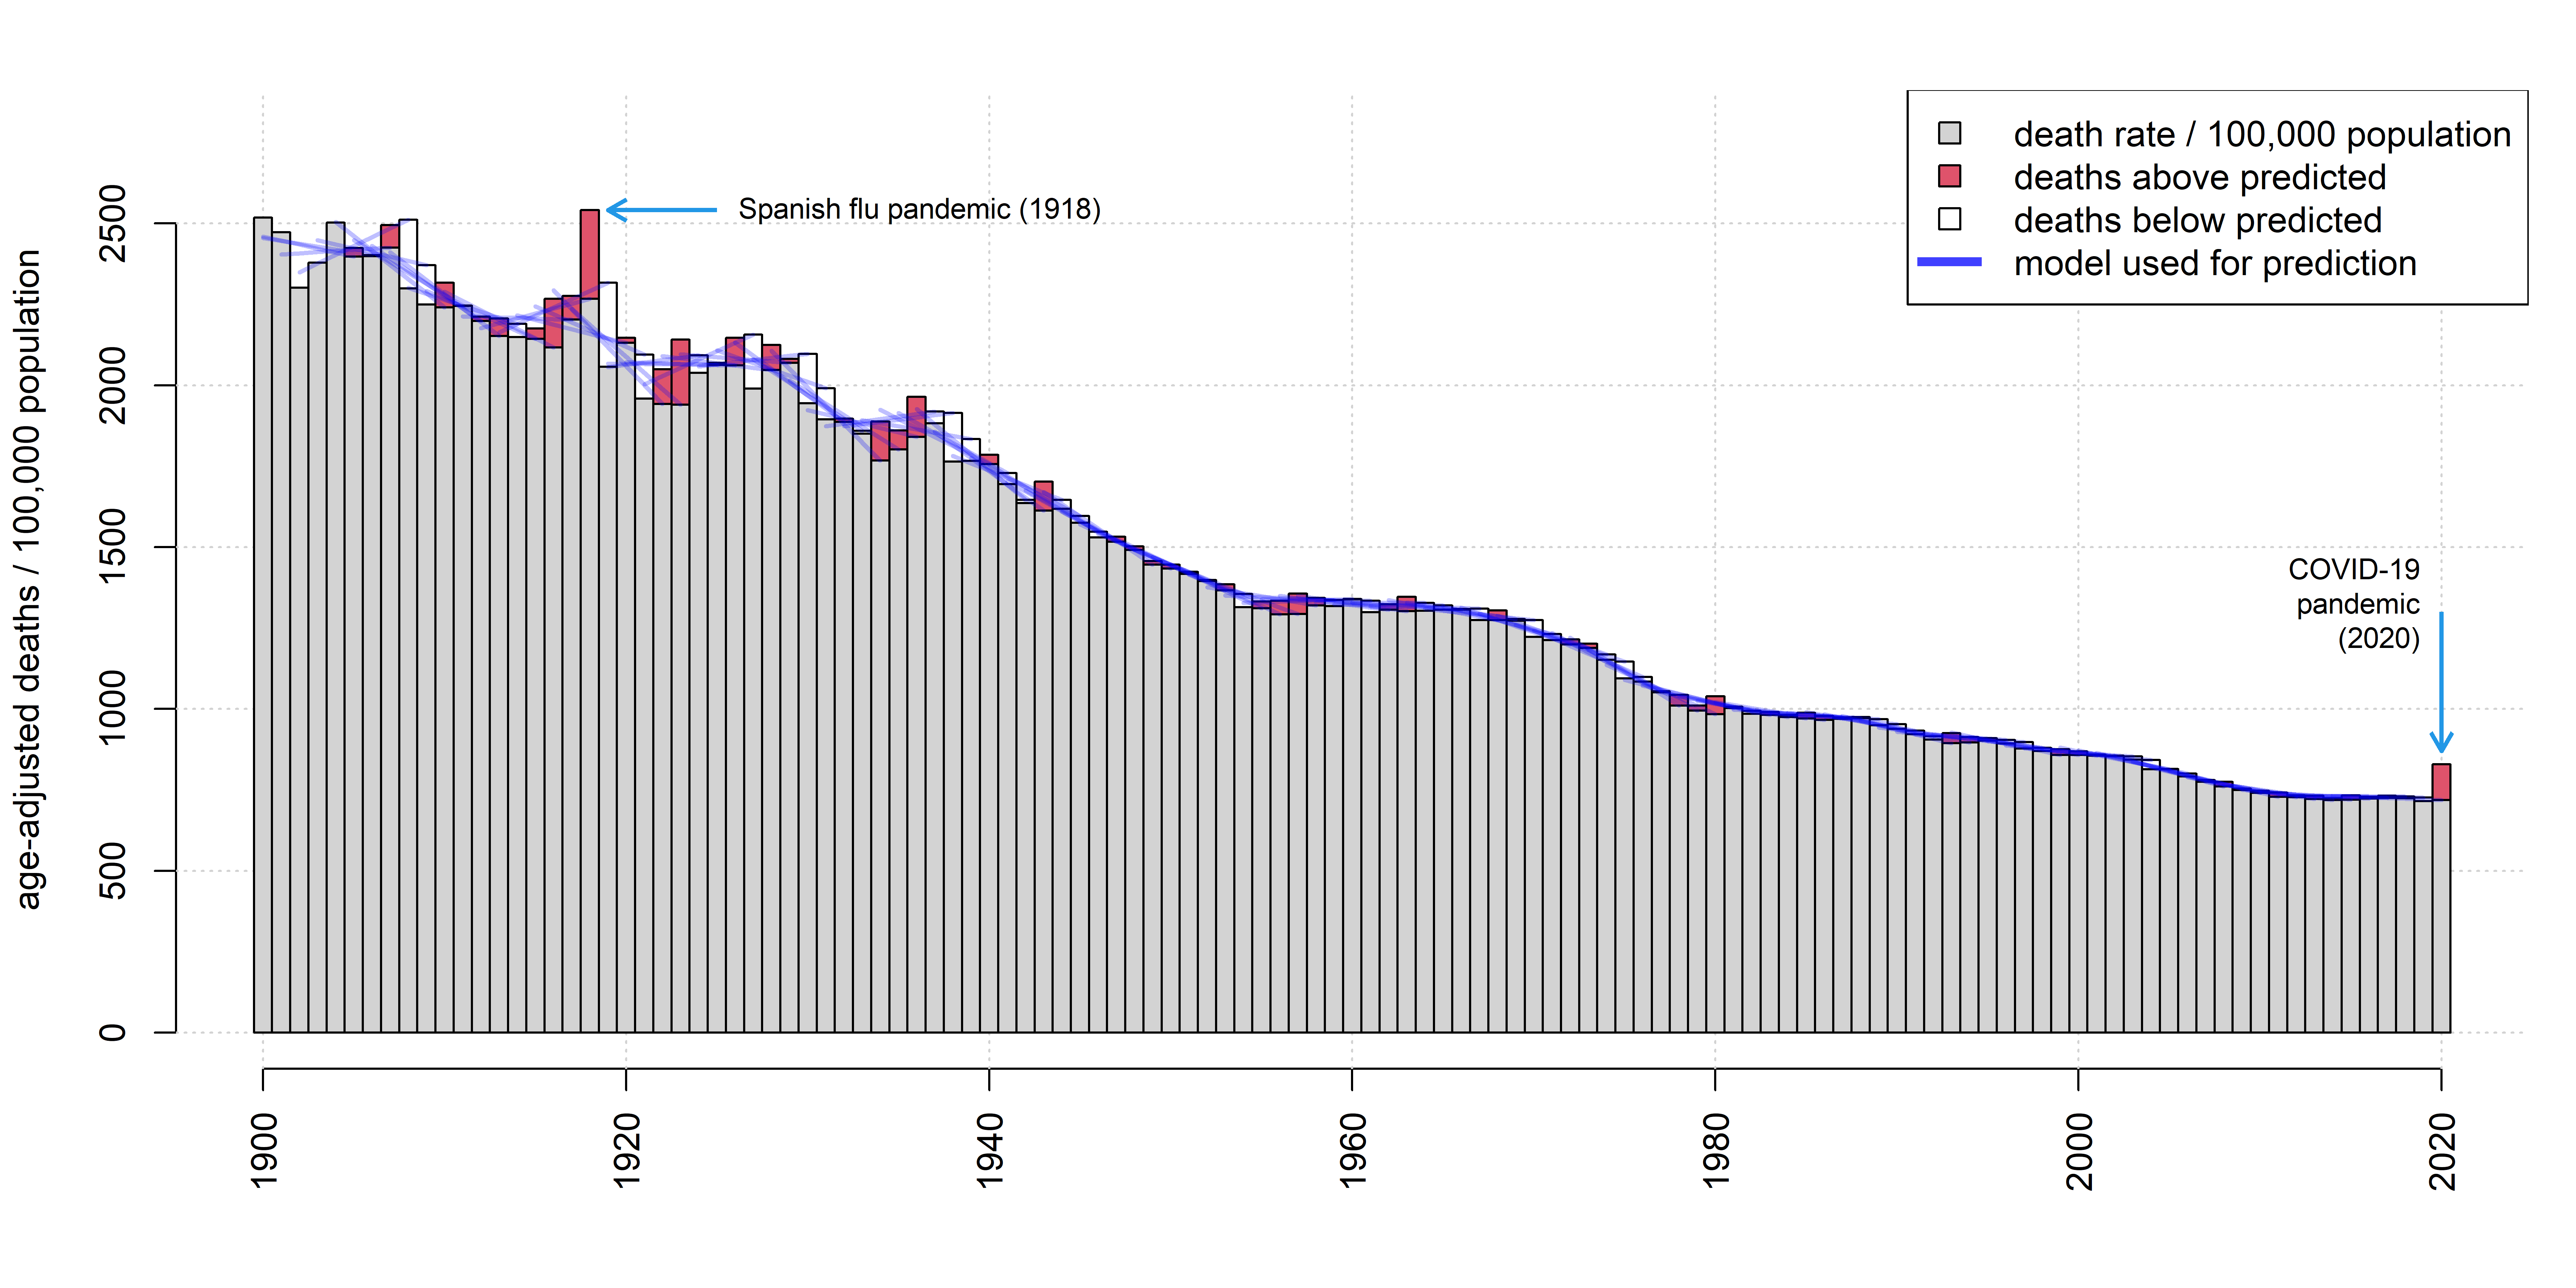 death rate / 100,000 population
deaths above predicted
deaths below predicted
model used for prediction
Spanish flu pandemic (1918)
COVID-19
pandemic
(2020)
age-adjusted deaths / 100,000 population
2500
2000
1500
1000
500
0
1900
1920
1940
1960
1980
2000
2020